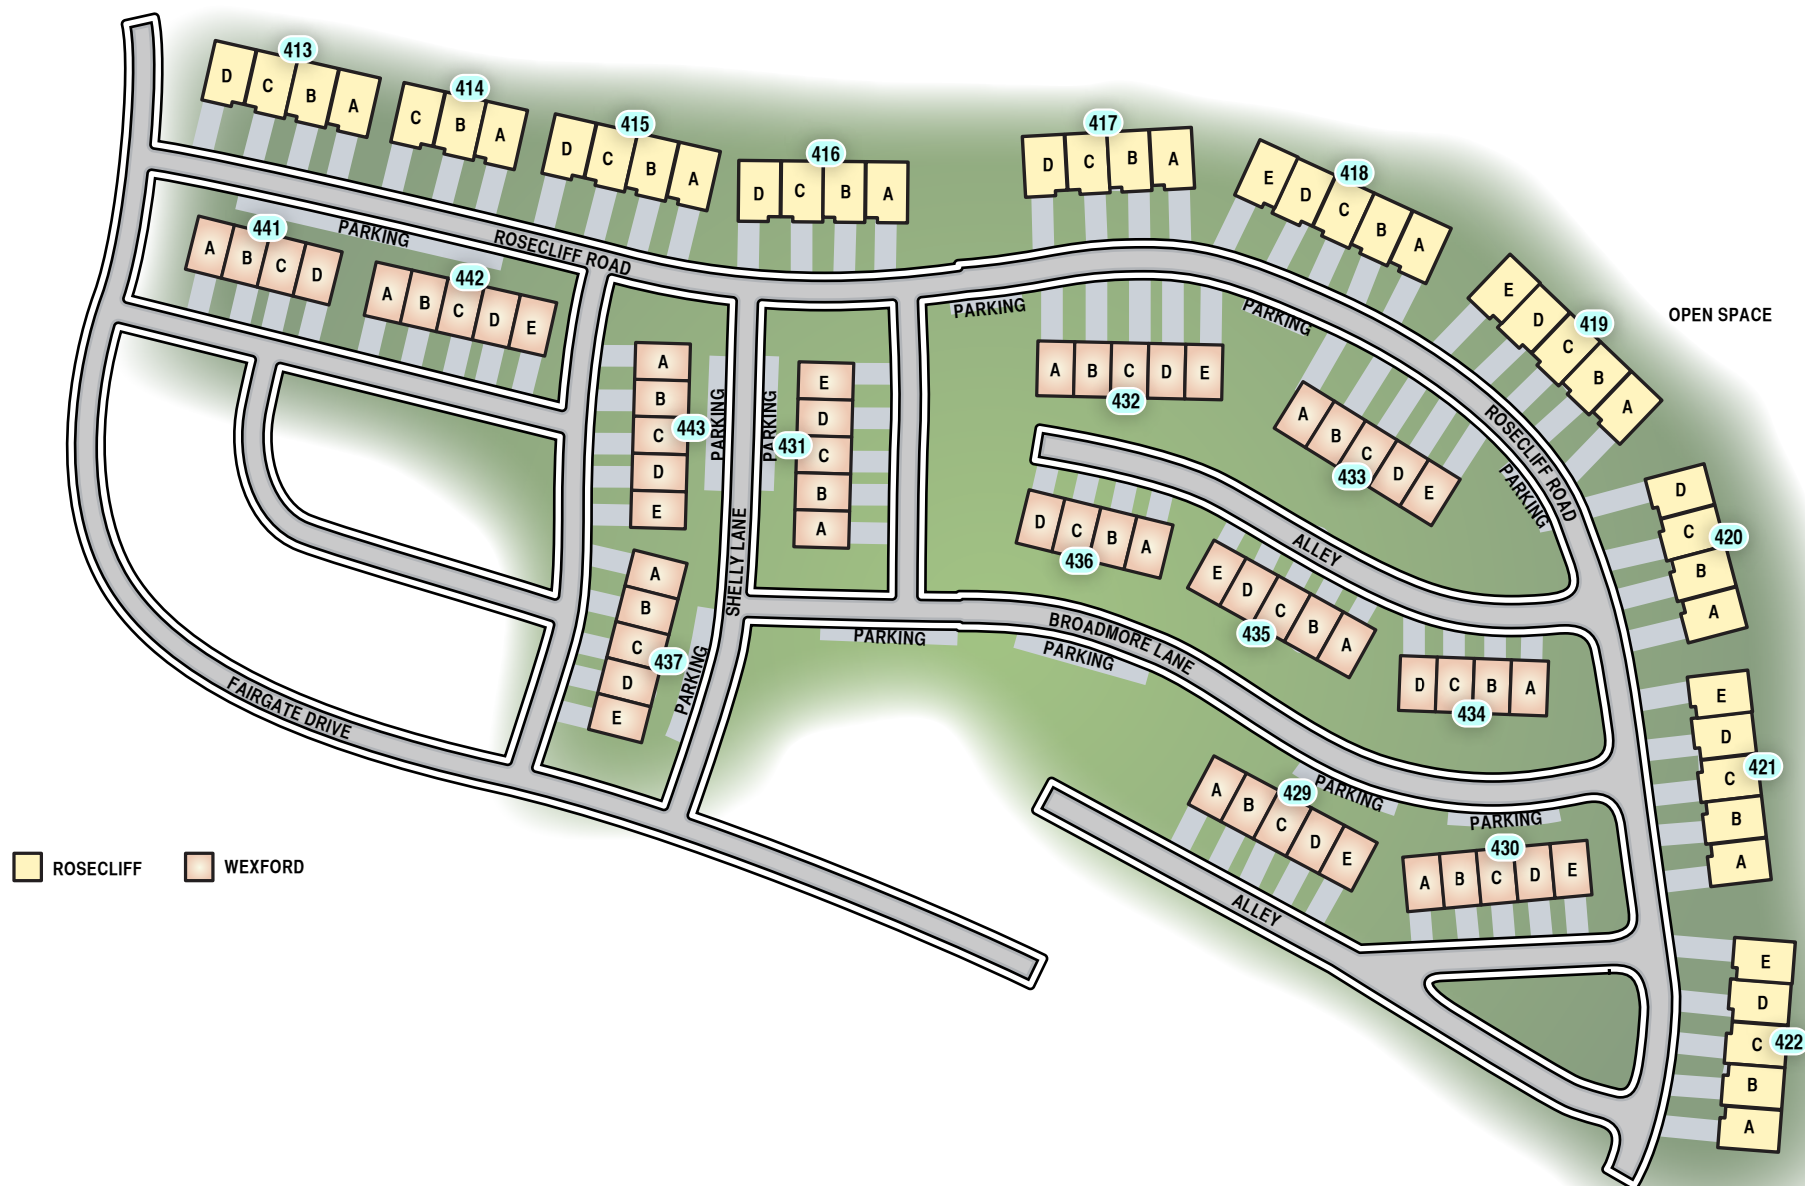 413
D C B A
414
C B A
415
D C B A
416
D C B A
417
D C B A
418
E D C B A
419
E D C B A
OPEN SPACE
420
D
C
B
A
421
E
D
C
B
A
422
E
D
C
B
A
ROSECLIFF ROAD
PARKING
441
A B C D
442
A B C D E
443
A
B
C
D
E
PARKING
PARKING
431
E
D
C
B
A
SHELLY LANE
437
A
B
C
D
E
PARKING
PARKING
432
A B C D E
PARKING
433
A B C D E
ROSECLIFF ROAD
PARKING
436
D C B A
ALLEY
435
E D C B A
434
D C B A
BROADMORE LANE
PARKING
PARKING
429
A B C D E
PARKING
PARKING
430
A B C D E
ALLEY
FAIRGATE DRIVE
ROSECLIFF
WEXFORD